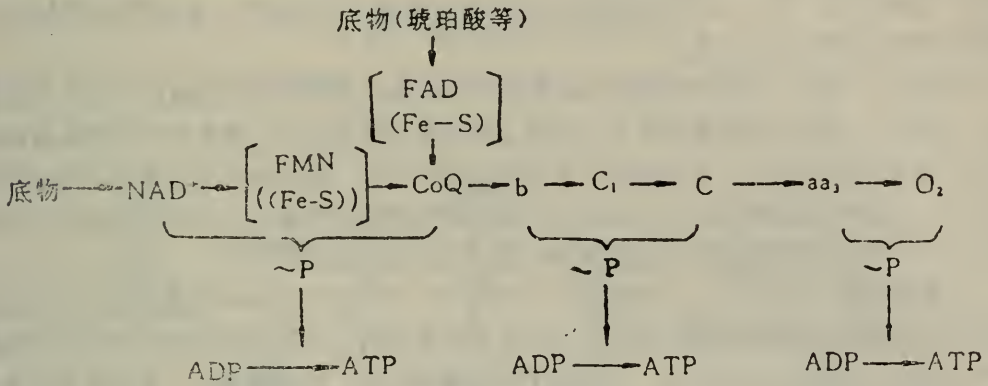 底物(琥珀酸等)
FAD
(Fe-S)
底物 NAD⁺ FMN ((Fe-S)) CoQ b C₁ C aa₃ O₂
~P ~P ~P
ADP ATP ADP ATP ADP ATP